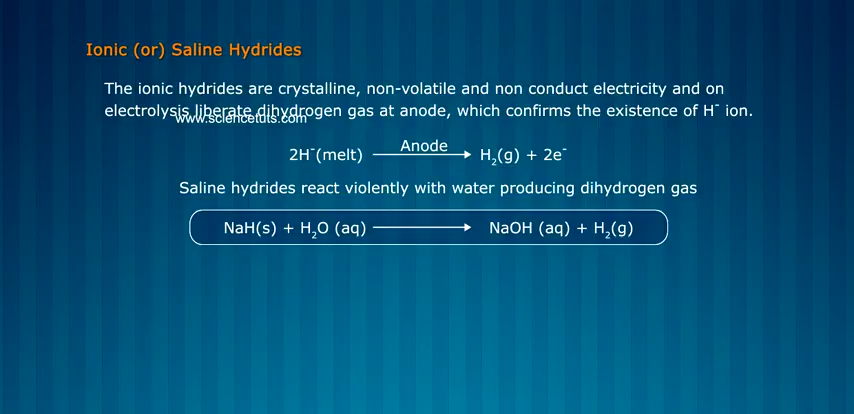 Ionic (or) Saline Hydrides
The ionic hydrides are crystalline, non-volatile and non conduct electricity and on
electrolysis liberate dihydrogen gas at anode, which confirms the existence of H⁻ ion.
www.sciencetuts.com
Anode
2H⁻(melt) ⟶ H₂(g) + 2e⁻
Saline hydrides react violently with water producing dihydrogen gas
NaH(s) + H₂O (aq) ⟶ NaOH (aq) + H₂(g)